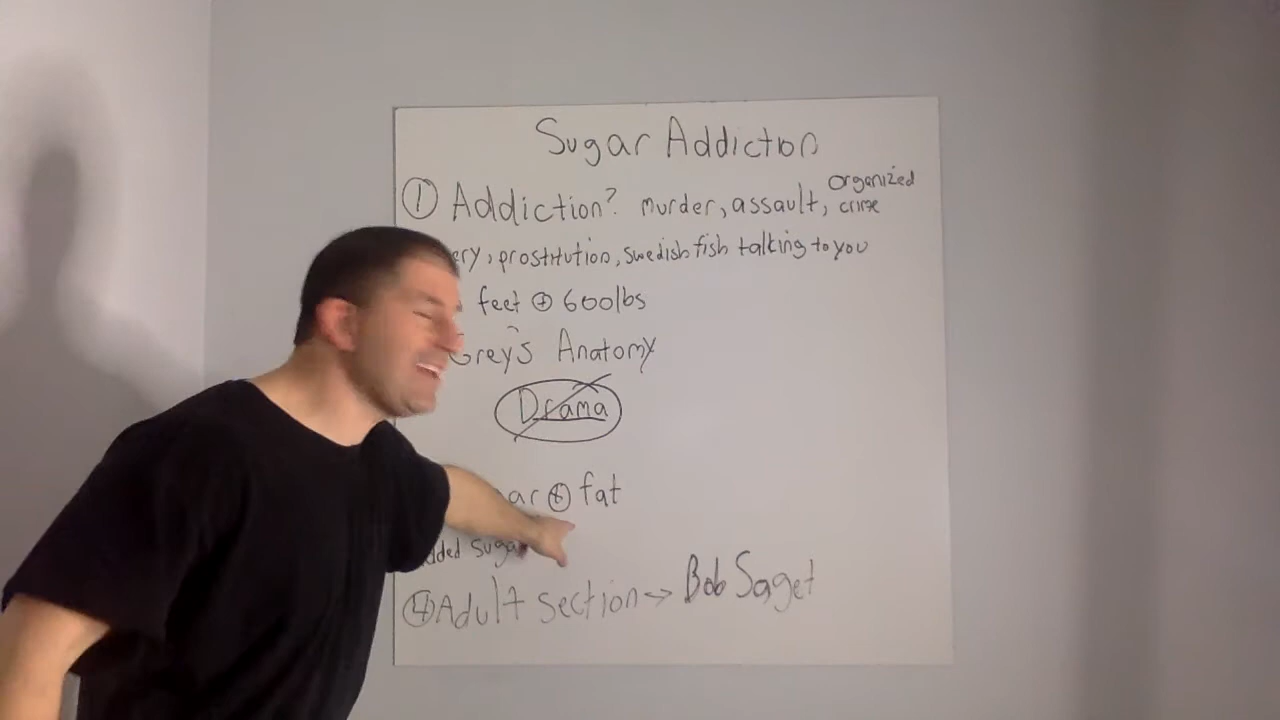 Sugar Addiction
① Addiction? murder, assault, organized crime
ery, prostitution, swedish fish talking to you
feet ⊕ 600lbs
Grey's Anatomy
Drama
ar ⊕ fat
dded Sugar
④ Adult section → Bob Saget